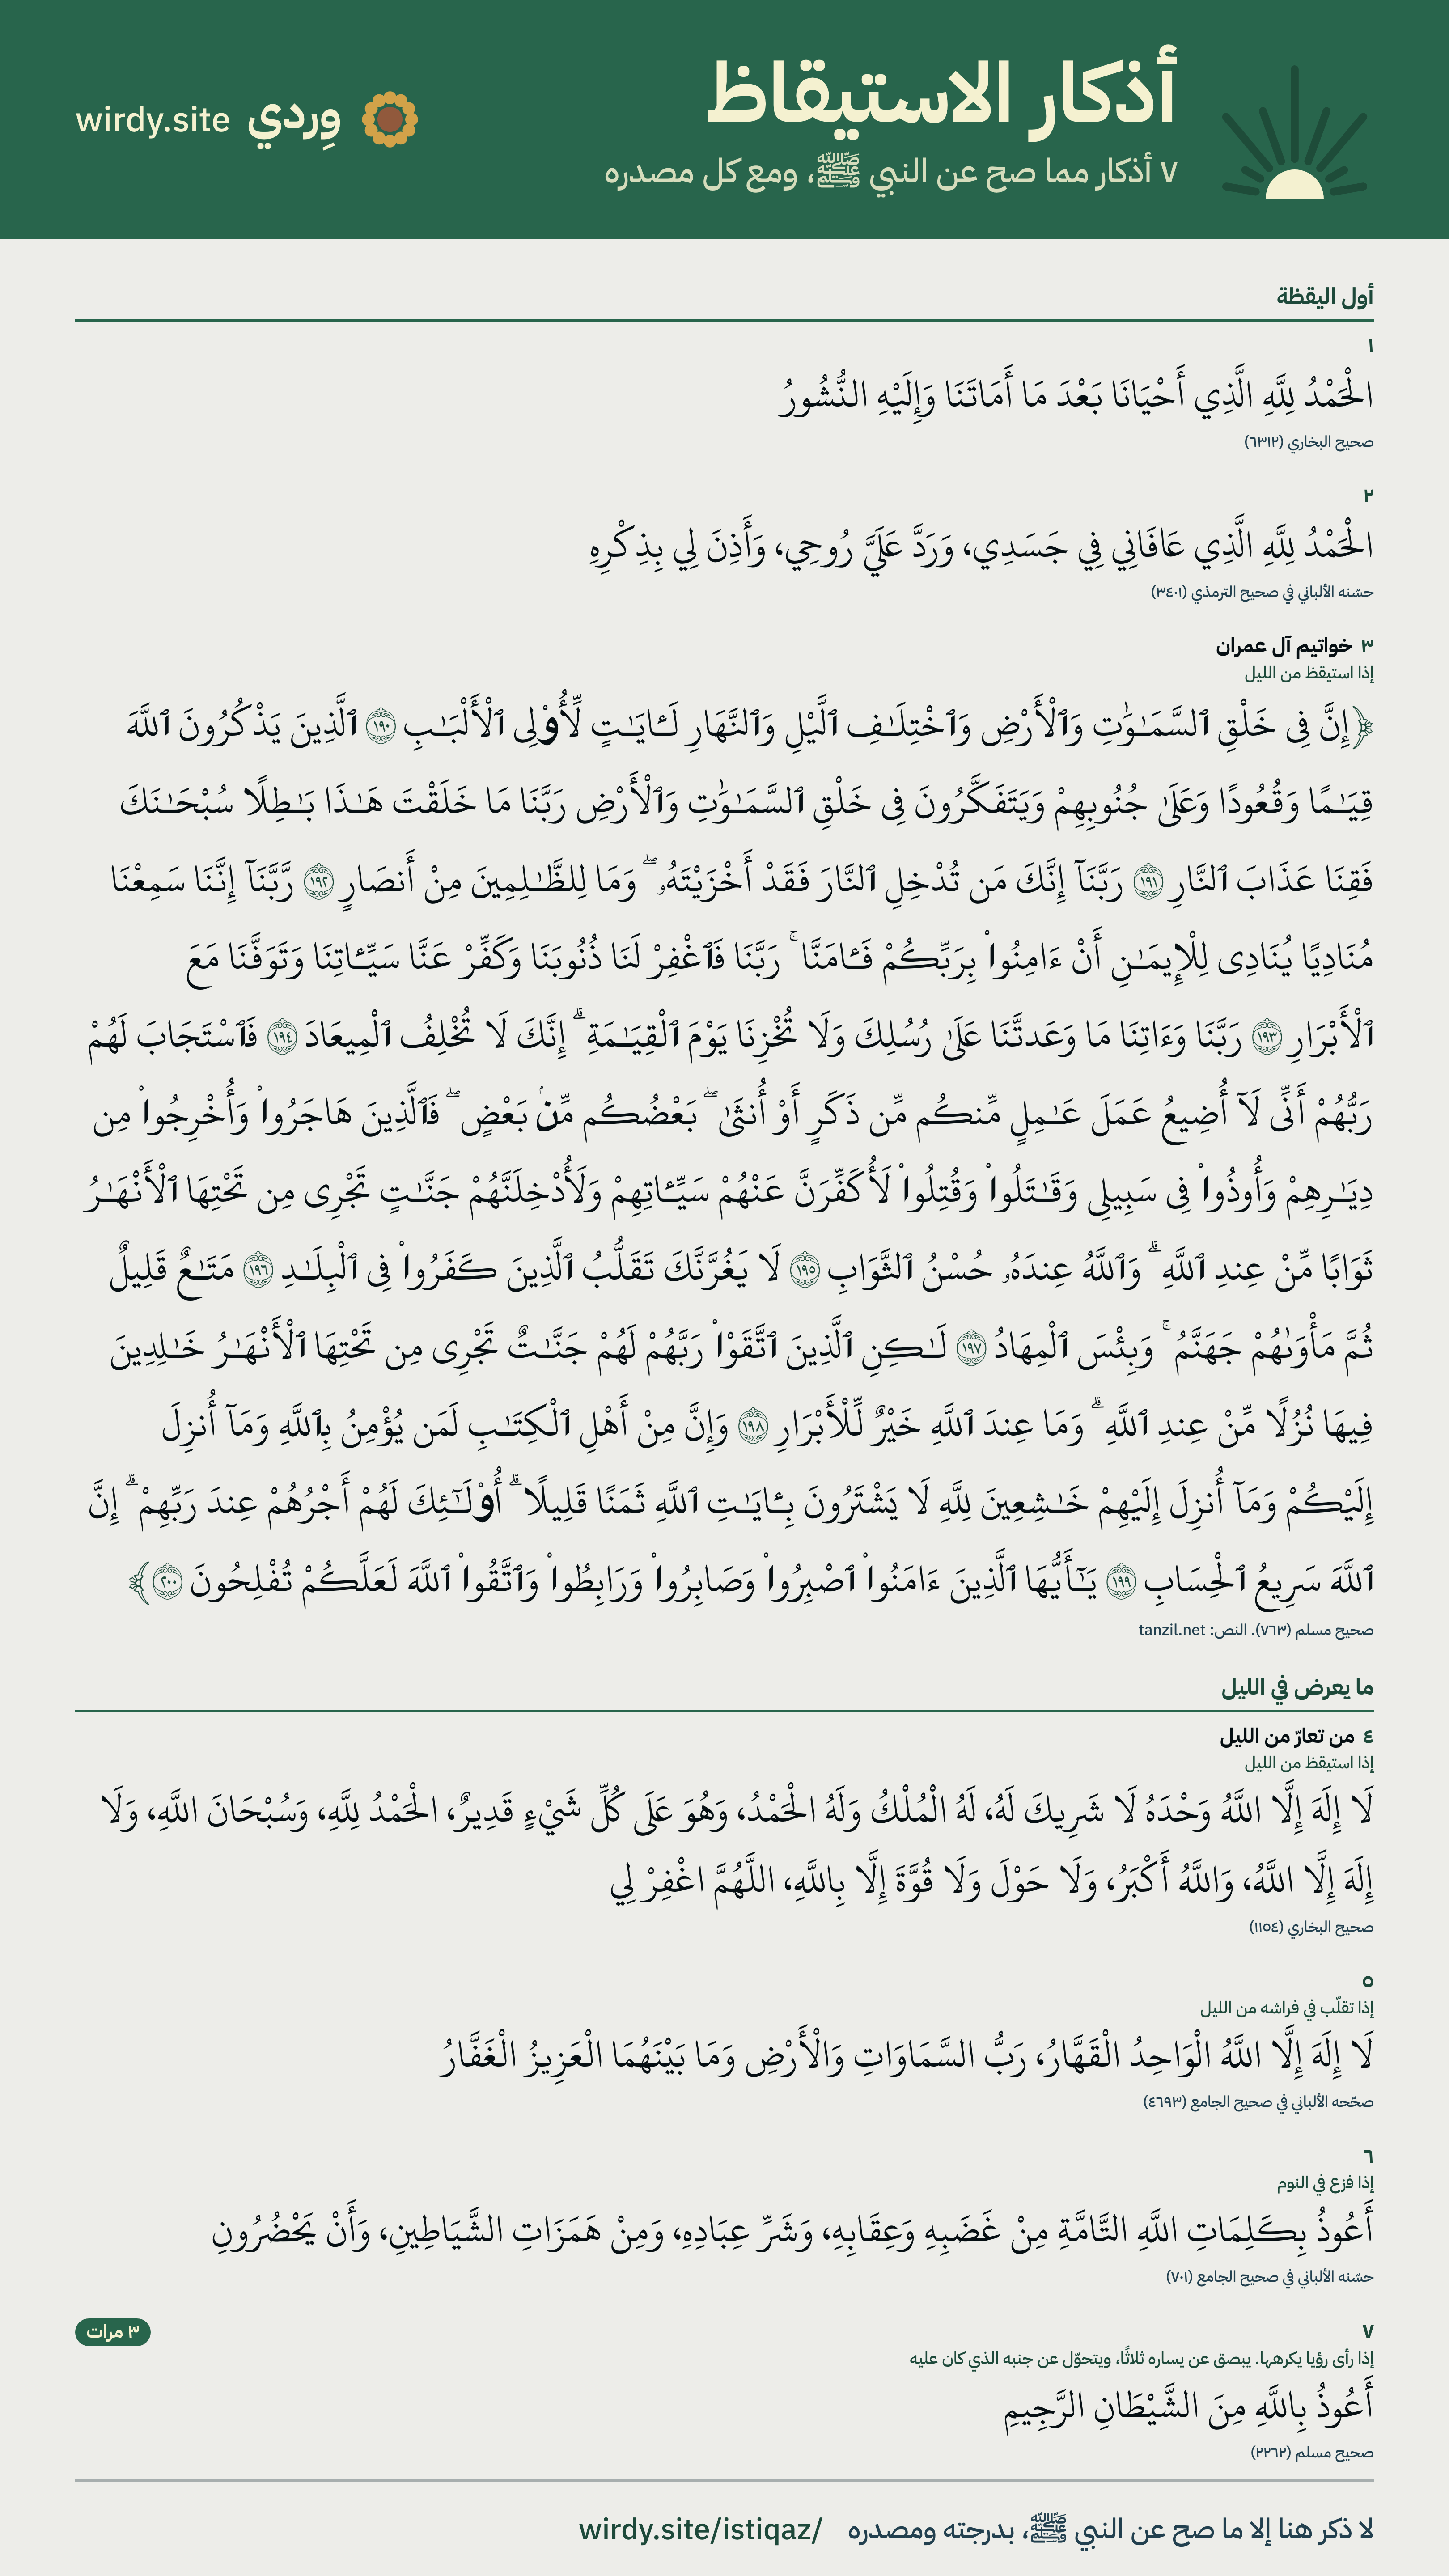 أذكار الاستيقاظ
٧ أذكار مما صح عن النبي ﷺ، ومع كل مصدره
وِردي wirdy.site
أول اليقظة
١
الْحَمْدُ لِلَّهِ الَّذِي أَحْيَانَا بَعْدَ مَا أَمَاتَنَا وَإِلَيْهِ النُّشُورُ
صحيح البخاري (٦٣١٢)
٢
الْحَمْدُ لِلَّهِ الَّذِي عَافَانِي فِي جَسَدِي، وَرَدَّ عَلَيَّ رُوحِي، وَأَذِنَ لِي بِذِكْرِهِ
حسّنه الألباني في صحيح الترمذي (٣٤٠١)
٣ خواتيم آل عمران
إذا استيقظ من الليل
﴿إِنَّ فِى خَلْقِ ٱلسَّمَـٰوَٰتِ وَٱلْأَرْضِ وَٱخْتِلَـٰفِ ٱلَّيْلِ وَٱلنَّهَارِ لَـَٔايَـٰتٍ لِّأُو۟لِى ٱلْأَلْبَـٰبِ ١٩٠ ٱلَّذِينَ يَذْكُرُونَ ٱللَّهَ
قِيَـٰمًا وَقُعُودًا وَعَلَىٰ جُنُوبِهِمْ وَيَتَفَكَّرُونَ فِى خَلْقِ ٱلسَّمَـٰوَٰتِ وَٱلْأَرْضِ رَبَّنَا مَا خَلَقْتَ هَـٰذَا بَـٰطِلًا سُبْحَـٰنَكَ
فَقِنَا عَذَابَ ٱلنَّارِ ١٩١ رَبَّنَآ إِنَّكَ مَن تُدْخِلِ ٱلنَّارَ فَقَدْ أَخْزَيْتَهُۥ ۖ وَمَا لِلظَّـٰلِمِينَ مِنْ أَنصَارٍ ١٩٢ رَّبَّنَآ إِنَّنَا سَمِعْنَا
مُنَادِيًا يُنَادِى لِلْإِيمَـٰنِ أَنْ ءَامِنُوا۟ بِرَبِّكُمْ فَـَٔامَنَّا ۚ رَبَّنَا فَٱغْفِرْ لَنَا ذُنُوبَنَا وَكَفِّرْ عَنَّا سَيِّـَٔاتِنَا وَتَوَفَّنَا مَعَ
ٱلْأَبْرَارِ ١٩٣ رَبَّنَا وَءَاتِنَا مَا وَعَدتَّنَا عَلَىٰ رُسُلِكَ وَلَا تُخْزِنَا يَوْمَ ٱلْقِيَـٰمَةِ ۗ إِنَّكَ لَا تُخْلِفُ ٱلْمِيعَادَ ١٩٤ فَٱسْتَجَابَ لَهُمْ
رَبُّهُمْ أَنِّى لَآ أُضِيعُ عَمَلَ عَـٰمِلٍ مِّنكُم مِّن ذَكَرٍ أَوْ أُنثَىٰ ۖ بَعْضُكُم مِّنۢ بَعْضٍ ۖ فَٱلَّذِينَ هَاجَرُوا۟ وَأُخْرِجُوا۟ مِن
دِيَـٰرِهِمْ وَأُوذُوا۟ فِى سَبِيلِى وَقَـٰتَلُوا۟ وَقُتِلُوا۟ لَأُكَفِّرَنَّ عَنْهُمْ سَيِّـَٔاتِهِمْ وَلَأُدْخِلَنَّهُمْ جَنَّـٰتٍ تَجْرِى مِن تَحْتِهَا ٱلْأَنْهَـٰرُ
ثَوَابًا مِّنْ عِندِ ٱللَّهِ ۗ وَٱللَّهُ عِندَهُۥ حُسْنُ ٱلثَّوَابِ ١٩٥ لَا يَغُرَّنَّكَ تَقَلُّبُ ٱلَّذِينَ كَفَرُوا۟ فِى ٱلْبِلَـٰدِ ١٩٦ مَتَـٰعٌ قَلِيلٌ
ثُمَّ مَأْوَىٰهُمْ جَهَنَّمُ ۚ وَبِئْسَ ٱلْمِهَادُ ١٩٧ لَـٰكِنِ ٱلَّذِينَ ٱتَّقَوْا۟ رَبَّهُمْ لَهُمْ جَنَّـٰتٌ تَجْرِى مِن تَحْتِهَا ٱلْأَنْهَـٰرُ خَـٰلِدِينَ
فِيهَا نُزُلًا مِّنْ عِندِ ٱللَّهِ ۗ وَمَا عِندَ ٱللَّهِ خَيْرٌ لِّلْأَبْرَارِ ١٩٨ وَإِنَّ مِنْ أَهْلِ ٱلْكِتَـٰبِ لَمَن يُؤْمِنُ بِٱللَّهِ وَمَآ أُنزِلَ
إِلَيْكُمْ وَمَآ أُنزِلَ إِلَيْهِمْ خَـٰشِعِينَ لِلَّهِ لَا يَشْتَرُونَ بِـَٔايَـٰتِ ٱللَّهِ ثَمَنًا قَلِيلًا ۗ أُو۟لَـٰٓئِكَ لَهُمْ أَجْرُهُمْ عِندَ رَبِّهِمْ ۗ إِنَّ
ٱللَّهَ سَرِيعُ ٱلْحِسَابِ ١٩٩ يَـٰٓأَيُّهَا ٱلَّذِينَ ءَامَنُوا۟ ٱصْبِرُوا۟ وَصَابِرُوا۟ وَرَابِطُوا۟ وَٱتَّقُوا۟ ٱللَّهَ لَعَلَّكُمْ تُفْلِحُونَ ٢٠٠﴾
صحيح مسلم (٧٦٣). النص: tanzil.net
ما يعرض في الليل
٤ من تعارّ من الليل
إذا استيقظ من الليل
لَا إِلَهَ إِلَّا اللَّهُ وَحْدَهُ لَا شَرِيكَ لَهُ، لَهُ الْمُلْكُ وَلَهُ الْحَمْدُ، وَهُوَ عَلَى كُلِّ شَيْءٍ قَدِيرٌ، الْحَمْدُ لِلَّهِ، وَسُبْحَانَ اللَّهِ، وَلَا
إِلَهَ إِلَّا اللَّهُ، وَاللَّهُ أَكْبَرُ، وَلَا حَوْلَ وَلَا قُوَّةَ إِلَّا بِاللَّهِ، اللَّهُمَّ اغْفِرْ لِي
صحيح البخاري (١١٥٤)
٥
إذا تقلّب في فراشه من الليل
لَا إِلَهَ إِلَّا اللَّهُ الْوَاحِدُ الْقَهَّارُ، رَبُّ السَّمَاوَاتِ وَالْأَرْضِ وَمَا بَيْنَهُمَا الْعَزِيزُ الْغَفَّارُ
صحّحه الألباني في صحيح الجامع (٤٦٩٣)
٦
إذا فزع في النوم
أَعُوذُ بِكَلِمَاتِ اللَّهِ التَّامَّةِ مِنْ غَضَبِهِ وَعِقَابِهِ، وَشَرِّ عِبَادِهِ، وَمِنْ هَمَزَاتِ الشَّيَاطِينِ، وَأَنْ يَحْضُرُونِ
حسّنه الألباني في صحيح الجامع (٧٠١)
٧
٣ مرات
إذا رأى رؤيا يكرهها. يبصق عن يساره ثلاثًا، ويتحوّل عن جنبه الذي كان عليه
أَعُوذُ بِاللَّهِ مِنَ الشَّيْطَانِ الرَّجِيمِ
صحيح مسلم (٢٢٦٢)
لا ذكر هنا إلا ما صح عن النبي ﷺ، بدرجته ومصدره
wirdy.site/istiqaz/